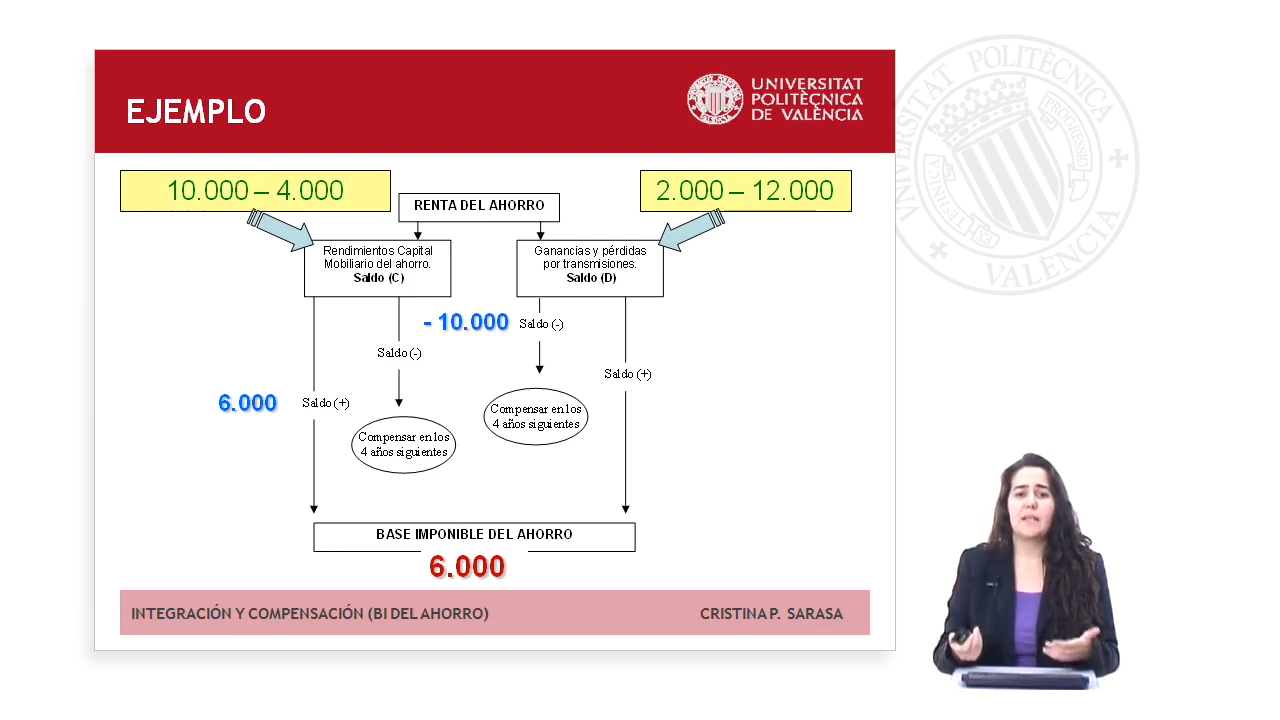 EJEMPLO
UNIVERSITAT
POLITÈCNICA
DE VALÈNCIA
10.000 – 4.000
2.000 – 12.000
RENTA DEL AHORRO
Rendimientos Capital
Mobiliario del ahorro.
Saldo (C)
Ganancias y pérdidas
por transmisiones.
Saldo (D)
- 10.000
Saldo (-)
Saldo (-)
Saldo (+)
6.000
Saldo (+)
Compensar en los
4 años siguientes
Compensar en los
4 años siguientes
BASE IMPONIBLE DEL AHORRO
6.000
INTEGRACIÓN Y COMPENSACIÓN (BI DEL AHORRO)
CRISTINA P. SARASA
UNIVERSITAT POLITÈCNICA
VALÈNCIA